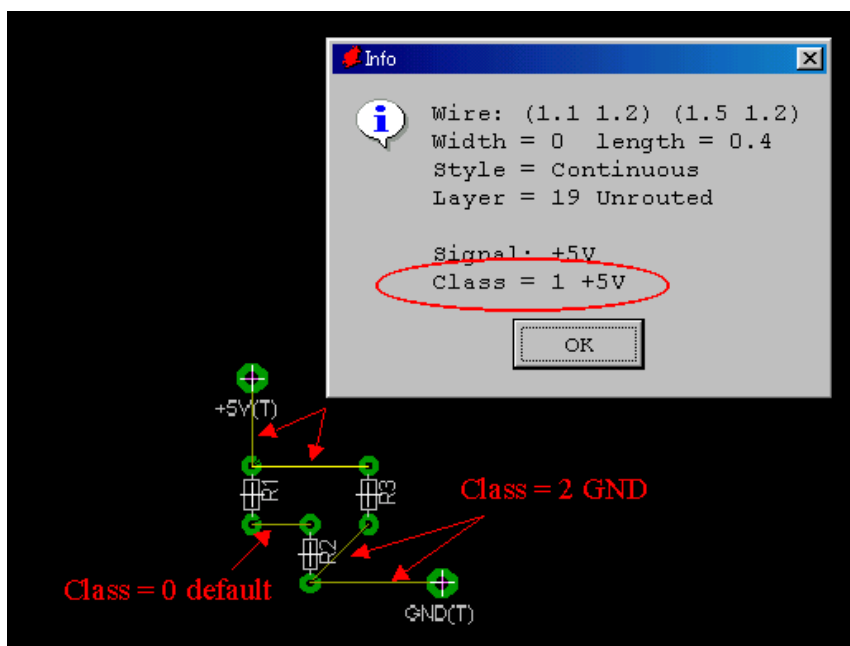 Info
Wire: (1.1 1.2) (1.5 1.2)
Width = 0 length = 0.4
Style = Continuous
Layer = 19 Unrouted
Signal: +5V
Class = 1 +5V
OK
+5V(T)
R1
R3
Class = 2 GND
R2
Class = 0 default
GND(T)